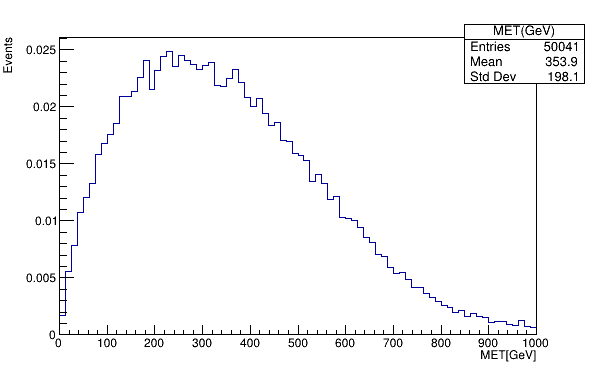 MET(GeV)
Entries 50041
Mean 353.9
Std Dev 198.1
Events
0.025
0.02
0.015
0.01
0.005
0
0 100 200 300 400 500 600 700 800 900 1000
MET[GeV]